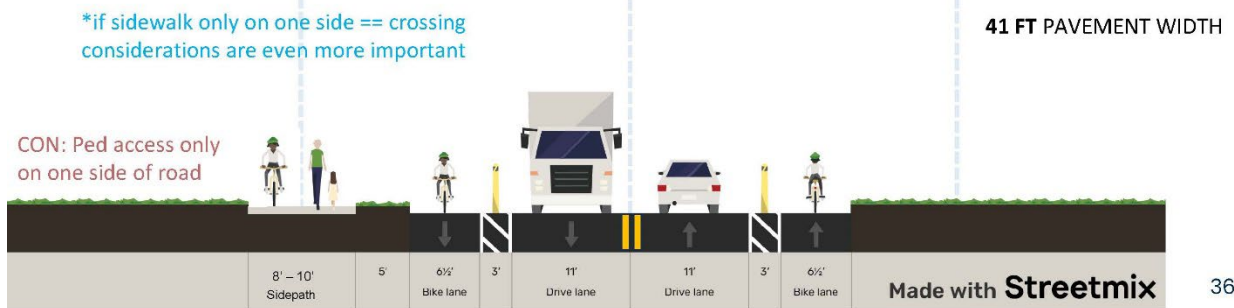 *if sidewalk only on one side == crossing
considerations are even more important
41 FT PAVEMENT WIDTH
CON: Ped access only
on one side of road
8' – 10'
Sidepath
5'
6½'
Bike lane
3'
11'
Drive lane
11'
Drive lane
3'
6½'
Bike lane
Made with Streetmix
36